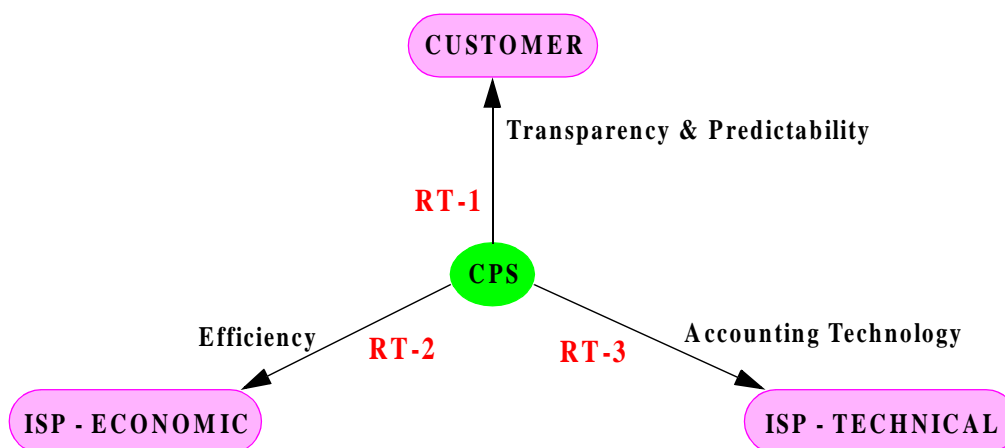 CUSTOMER
Transparency & Predictability
RT-1
CPS
Efficiency
RT-2
RT-3
Accounting Technology
ISP - ECONOMIC
ISP - TECHNICAL